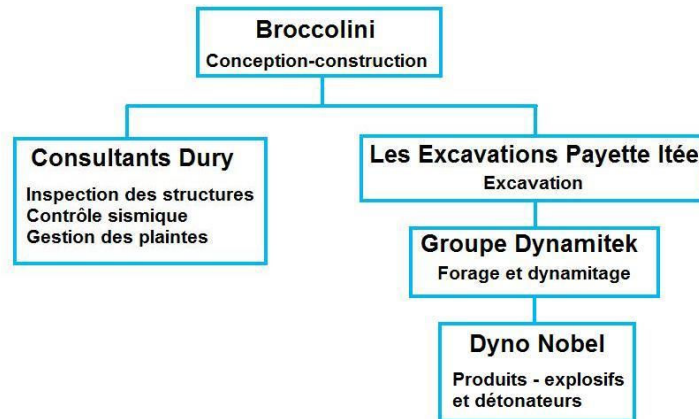 Broccolini
Conception-construction
Consultants Dury
Inspection des structures
Contrôle sismique
Gestion des plaintes
Les Excavations Payette ltée
Excavation
Groupe Dynamitek
Forage et dynamitage
Dyno Nobel
Produits - explosifs
et détonateurs